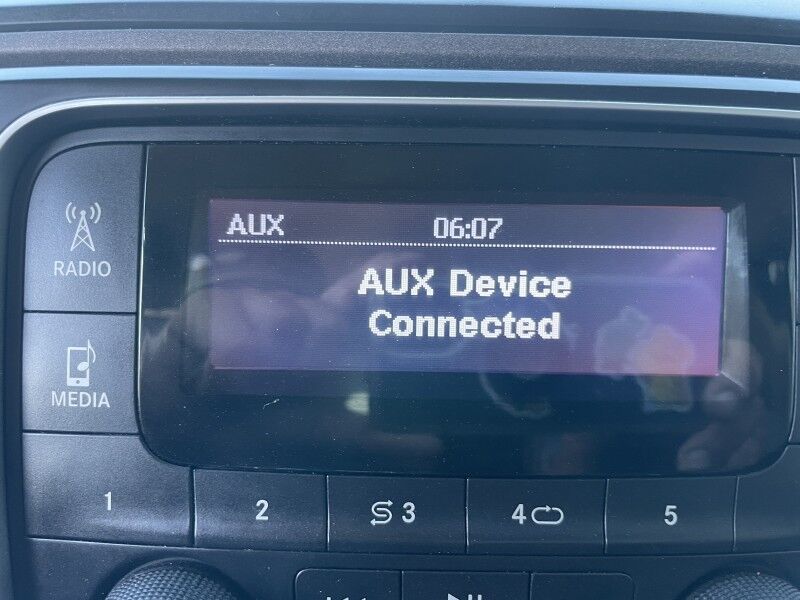 AUX 06:07
AUX Device
Connected
RADIO
MEDIA
1 2 3 4 5